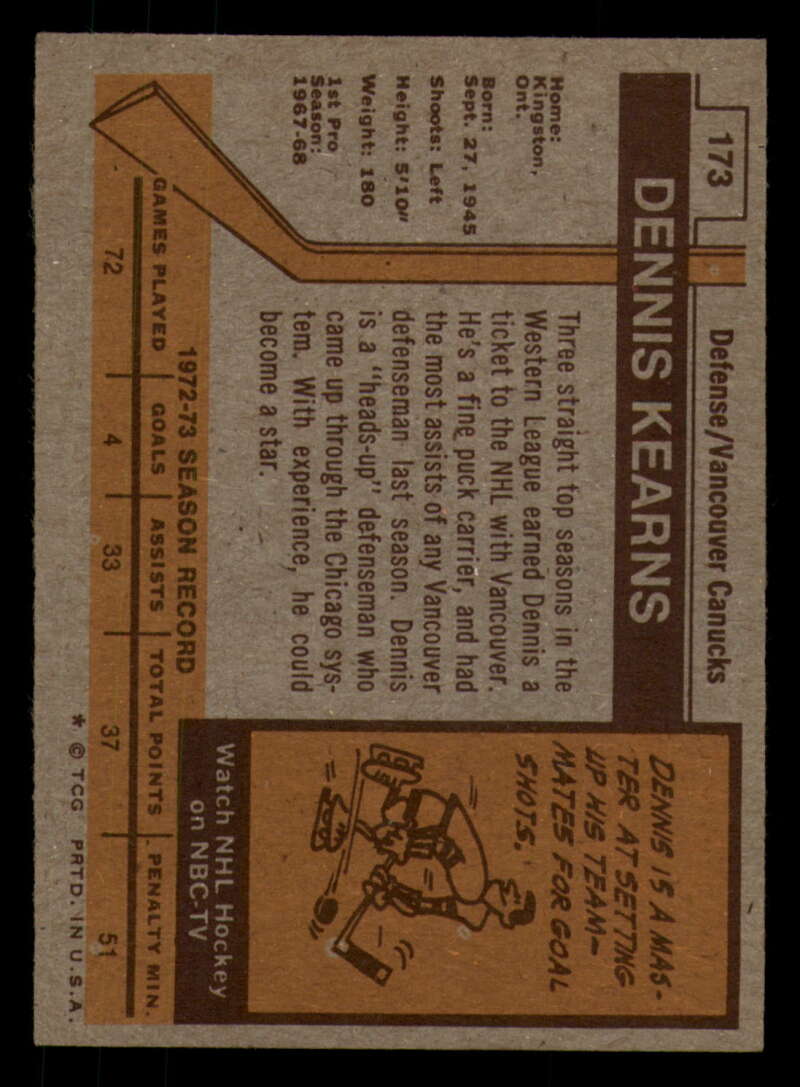 173
Defense/Vancouver Canucks
DENNIS KEARNS
Home:
Kingston,
Ont.
Born:
Sept. 27, 1945
Shoots: Left
Height: 5'10"
Weight: 180
1st Pro
Season:
1967-68
Three straight top seasons in the
Western League earned Dennis a
ticket to the NHL with Vancouver.
He's a fine puck carrier, and had
the most assists of any Vancouver
defenseman last season. Dennis
is a "heads-up" defenseman who
came up through the Chicago sys-
tem. With experience, he could
become a star.
DENNIS IS A MAS-
TER AT SETTING
UP HIS TEAM-
MATES FOR GOAL
SHOTS.
Watch NHL Hockey
on NBC-TV
1972-73 SEASON RECORD
GAMES PLAYED GOALS ASSISTS TOTAL POINTS PENALTY MIN.
72 4 33 37 51
* © TCG PRTD. IN U.S.A.